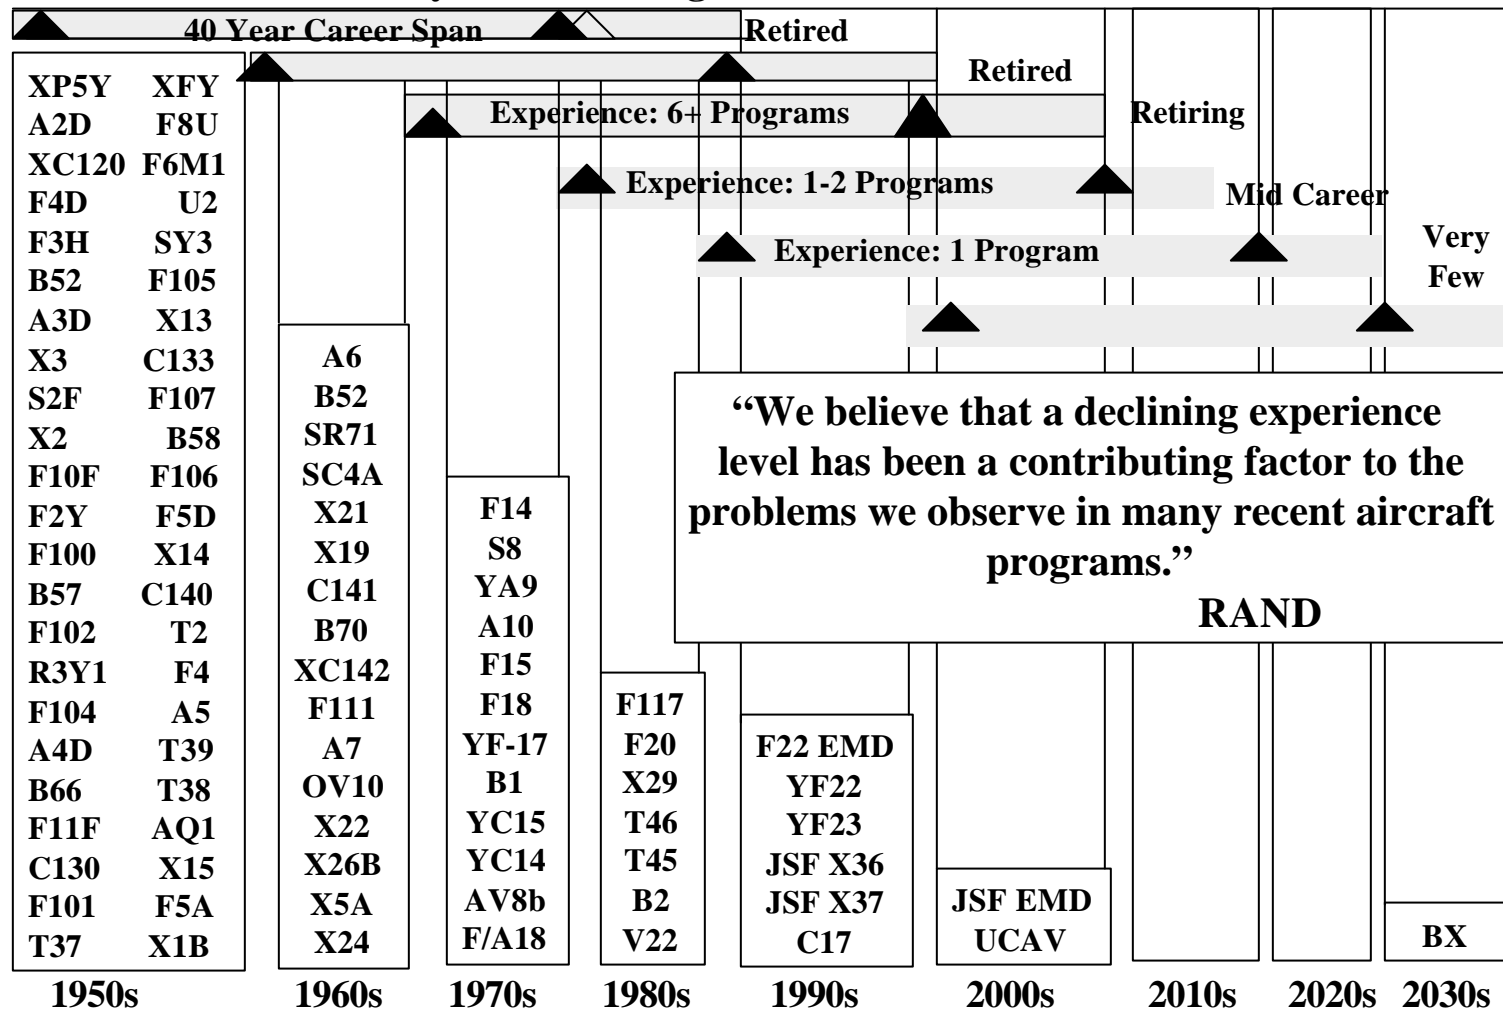 40 Year Career Span
Retired
Retired
Experience: 6+ Programs
Retiring
Experience: 1-2 Programs
Mid Career
Experience: 1 Program
Very
Few
XP5Y XFY
A2D F8U
XC120 F6M1
F4D U2
F3H SY3
B52 F105
A3D X13
X3 C133
S2F F107
X2 B58
F10F F106
F2Y F5D
F100 X14
B57 C140
F102 T2
R3Y1 F4
F104 A5
A4D T39
B66 T38
F11F AQ1
C130 X15
F101 F5A
T37 X1B
A6
B52
SR71
SC4A
X21
X19
C141
B70
XC142
F111
A7
OV10
X22
X26B
X5A
X24
F14
S8
YA9
A10
F15
F18
YF-17
B1
YC15
YC14
AV8b
F/A18
F117
F20
X29
T46
T45
B2
V22
F22 EMD
YF22
YF23
JSF X36
JSF X37
C17
JSF EMD
UCAV
BX
“We believe that a declining experience
level has been a contributing factor to the
problems we observe in many recent aircraft
programs.”
RAND
1950s 1960s 1970s 1980s 1990s 2000s 2010s 2020s 2030s